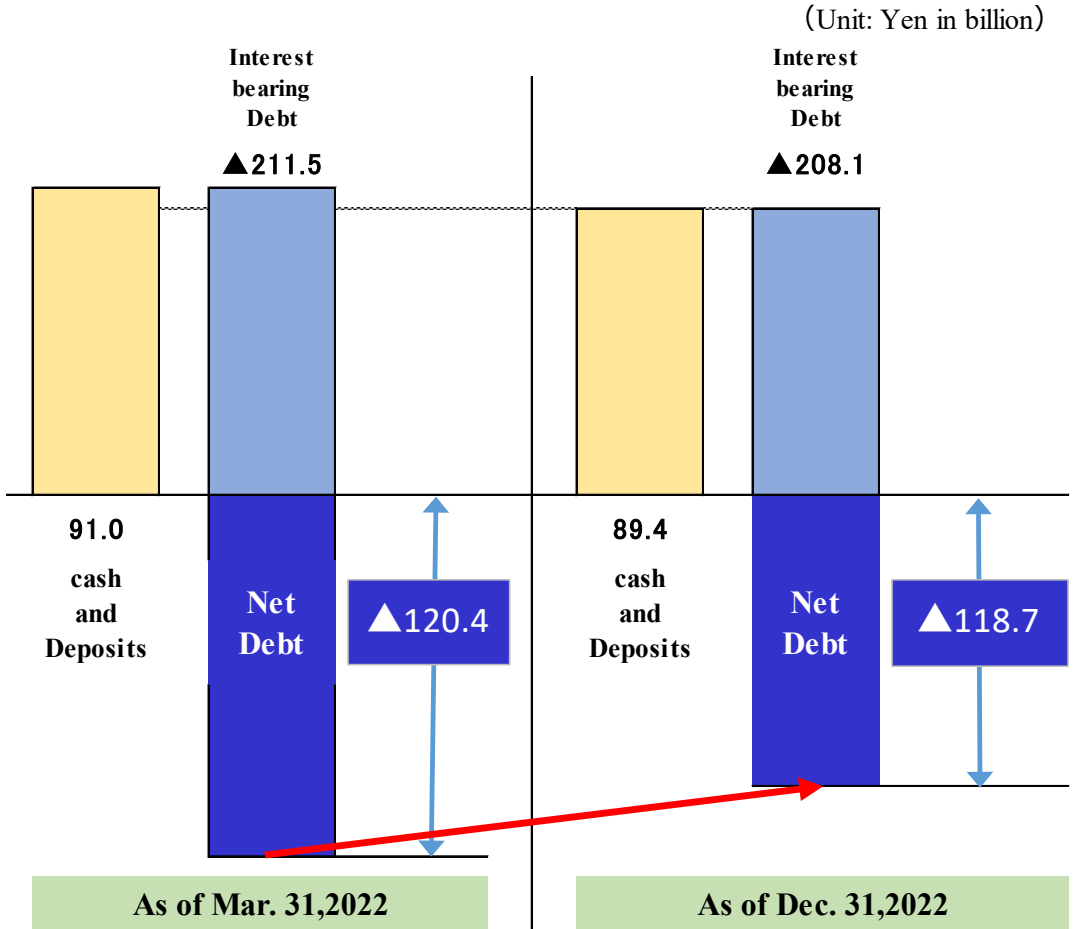 （Unit: Yen in billion）
Interest
bearing
Debt
▲211.5
91.0
cash
and
Deposits
Net
Debt
▲120.4
As of Mar. 31,2022
Interest
bearing
Debt
▲208.1
89.4
cash
and
Deposits
Net
Debt
▲118.7
As of Dec. 31,2022